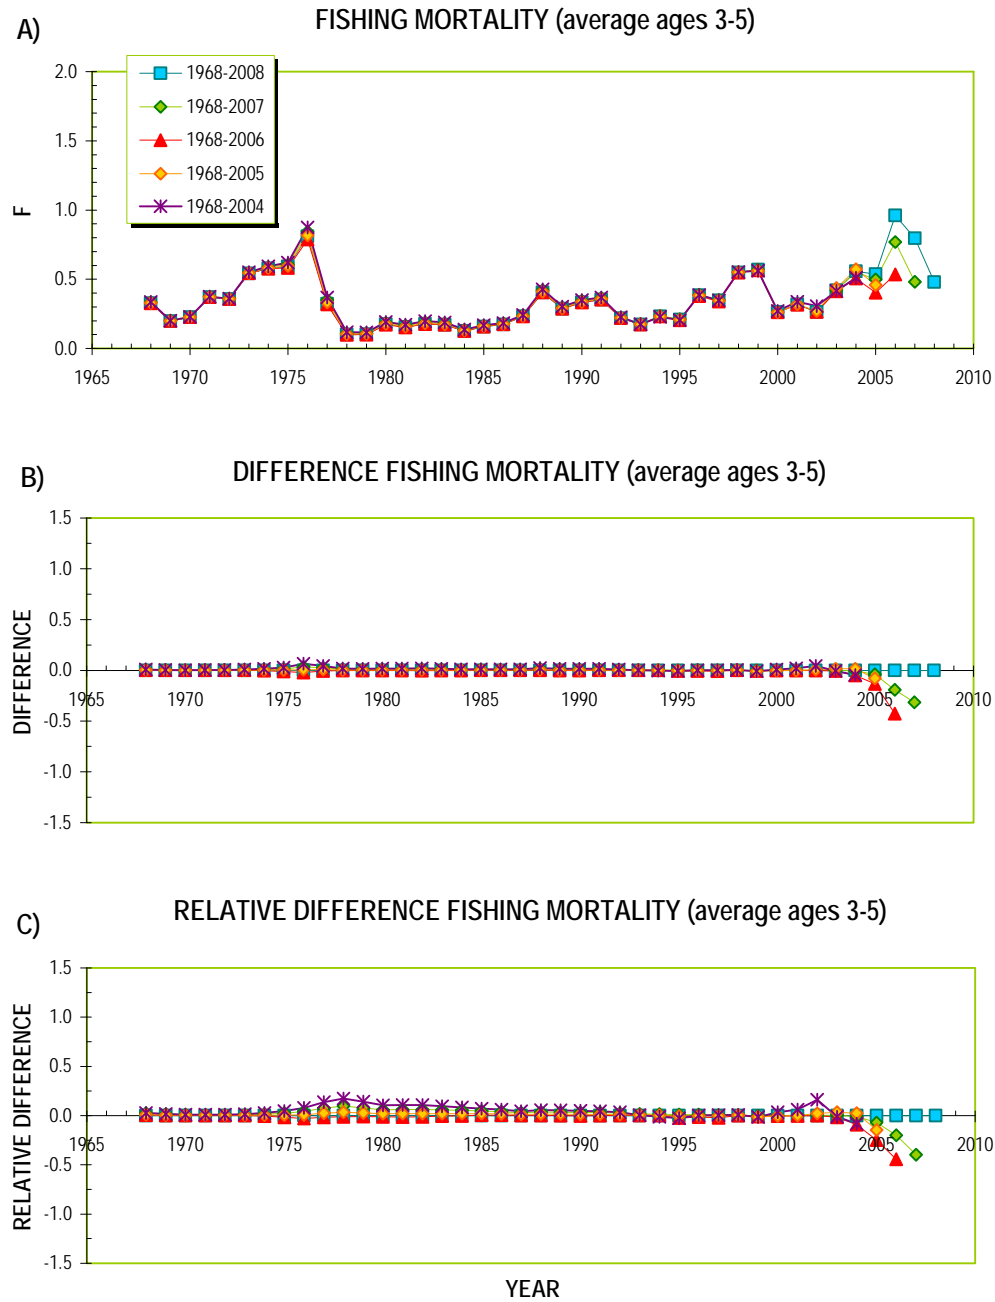 A)
FISHING MORTALITY (average ages 3-5)
1968-2008
1968-2007
1968-2006
1968-2005
1968-2004
2.0
1.5
1.0
0.5
0.0
F
1965 1970 1975 1980 1985 1990 1995 2000 2005 2010
B)
DIFFERENCE FISHING MORTALITY (average ages 3-5)
1.5
1.0
0.5
0.0
-0.5
-1.0
-1.5
DIFFERENCE
1965 1970 1975 1980 1985 1990 1995 2000 2005 2010
C)
RELATIVE DIFFERENCE FISHING MORTALITY (average ages 3-5)
1.5
1.0
0.5
0.0
-0.5
-1.0
-1.5
RELATIVE DIFFERENCE
1965 1970 1975 1980 1985 1990 1995 2000 2005 2010
YEAR